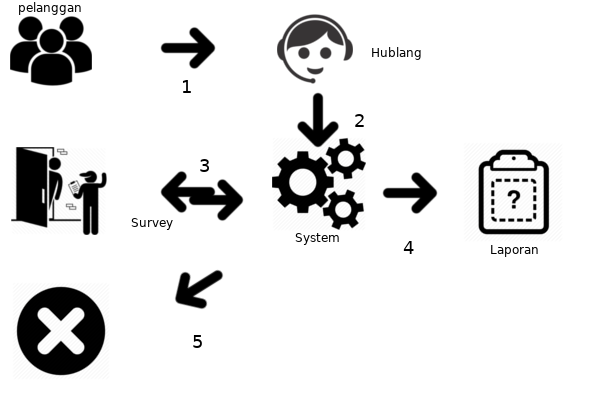 pelanggan
1
Hublang
2
3
Survey
System
4
?
Laporan
5